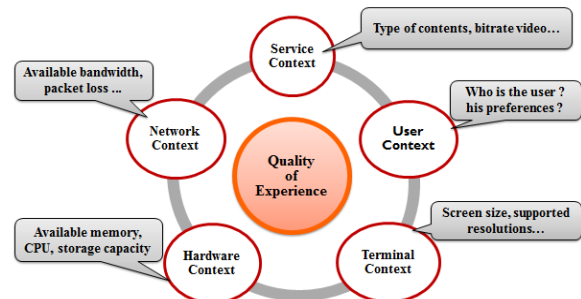 Service
Context
Type of contents, bitrate video…
Available bandwidth,
packet loss ...
Network
Context
Who is the user ?
his preferences ?
User
Context
Quality
of
Experience
Available memory,
CPU, storage capacity
Hardware
Context
Screen size, supported
resolutions…
Terminal
Context